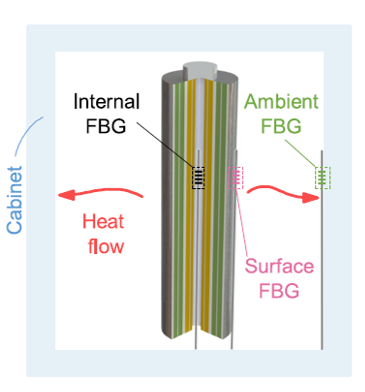 Internal
FBG
Ambient
FBG
Cabinet
Heat
flow
Surface
FBG